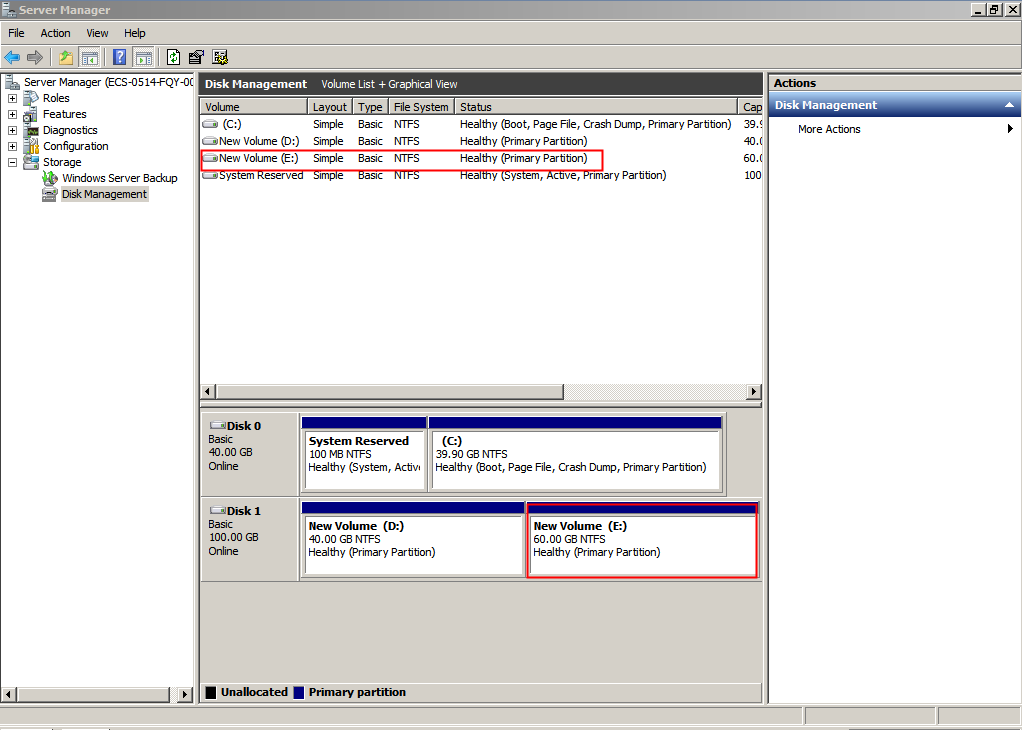 Server Manager
File Action View Help
Server Manager (ECS-0514-FQY-00
Roles
Features
Diagnostics
Configuration
Storage
Windows Server Backup
Disk Management
Disk Management Volume List + Graphical View
Volume Layout Type File System Status Cap
(C:) Simple Basic NTFS Healthy (Boot, Page File, Crash Dump, Primary Partition) 39.9
New Volume (D:) Simple Basic NTFS Healthy (Primary Partition) 40.0
New Volume (E:) Simple Basic NTFS Healthy (Primary Partition) 60.0
System Reserved Simple Basic NTFS Healthy (System, Active, Primary Partition) 100
Disk 0
Basic
40.00 GB
Online
System Reserved
100 MB NTFS
Healthy (System, Activ
(C:)
39.90 GB NTFS
Healthy (Boot, Page File, Crash Dump, Primary Partition)
Disk 1
Basic
100.00 GB
Online
New Volume (D:)
40.00 GB NTFS
Healthy (Primary Partition)
New Volume (E:)
60.00 GB NTFS
Healthy (Primary Partition)
Unallocated Primary partition
Actions
Disk Management
More Actions